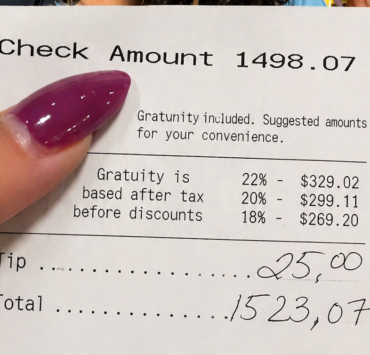 Check Amount 1498.07
Gratunity included. Suggested amounts
for your convenience.
Gratuity is 22% - $329.02
based after tax 20% - $299.11
before discounts 18% - $269.20
Tip .................... 25,00
Total ................. 1523,07